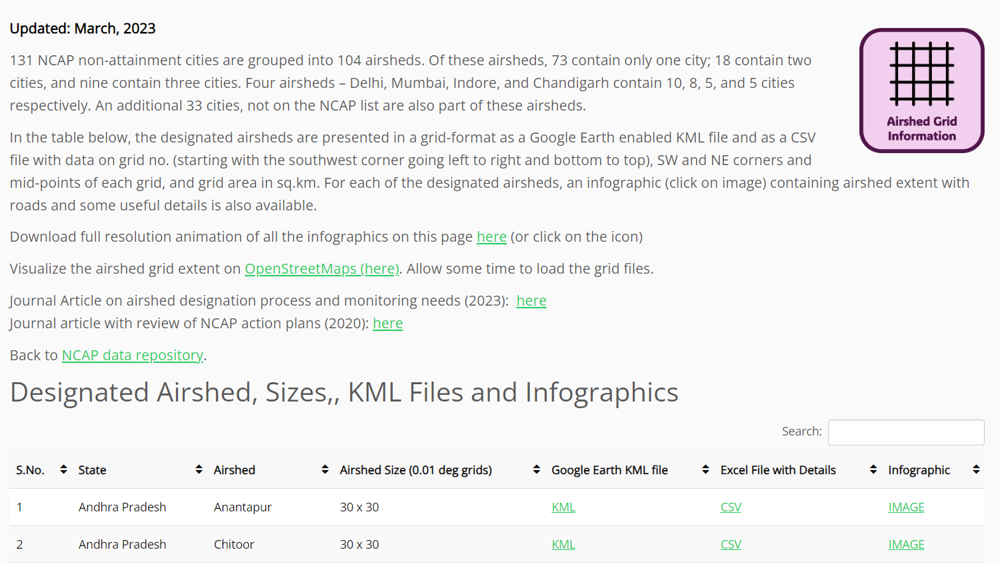 Updated: March, 2023
131 NCAP non-attainment cities are grouped into 104 airsheds. Of these airsheds, 73 contain only one city; 18 contain two
cities, and nine contain three cities. Four airsheds – Delhi, Mumbai, Indore, and Chandigarh contain 10, 8, 5, and 5 cities
respectively. An additional 33 cities, not on the NCAP list are also part of these airsheds.
Airshed Grid
Information
In the table below, the designated airsheds are presented in a grid-format as a Google Earth enabled KML file and as a CSV
file with data on grid no. (starting with the southwest corner going left to right and bottom to top), SW and NE corners and
mid-points of each grid, and grid area in sq.km. For each of the designated airsheds, an infographic (click on image) containing airshed extent with
roads and some useful details is also available.
Download full resolution animation of all the infographics on this page here (or click on the icon)
Visualize the airshed grid extent on OpenStreetMaps (here). Allow some time to load the grid files.
Journal Article on airshed designation process and monitoring needs (2023): here
Journal article with review of NCAP action plans (2020): here
Back to NCAP data repository.
Designated Airshed, Sizes,, KML Files and Infographics
Search:
S.No. State Airshed Airshed Size (0.01 deg grids) Google Earth KML file Excel File with Details Infographic
1 Andhra Pradesh Anantapur 30 x 30 KML CSV IMAGE
2 Andhra Pradesh Chitoor 30 x 30 KML CSV IMAGE